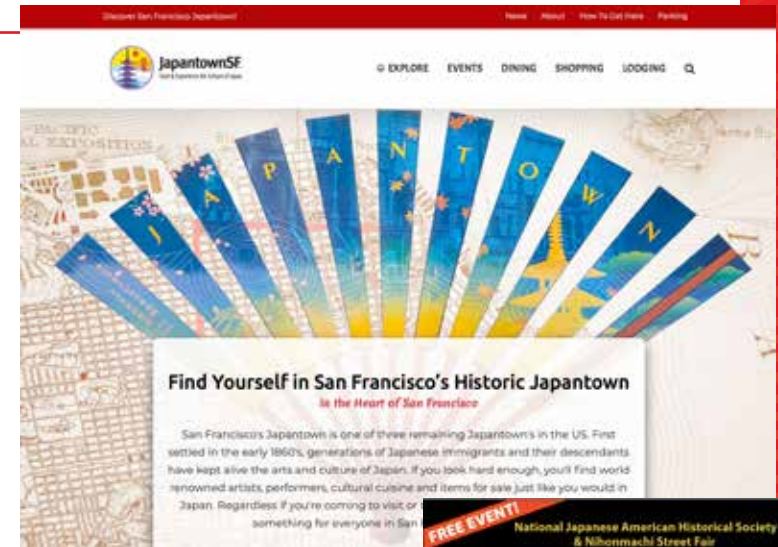 Discover San Francisco Japantown!
Home About How To Get Here Parking
JapantownSF
EXPLORE EVENTS DINING SHOPPING LODGING
PACIFIC
EXPOSITION
JAPANTOWN
Find Yourself in San Francisco's Historic Japantown
In the Heart of San Francisco
San Francisco's Japantown is one of three remaining Japantown's in the US. First
settled in the early 1860's, generations of Japanese immigrants and their descendants
have kept alive the arts and culture of Japan. If you look hard enough, you'll find world
renowned artists, performers, cultural cuisine and items for sale just like you would in
Japan. Regardless if you're coming to visit or
something for everyone in San
FREE EVENT!
National Japanese American Historical Society
& Nihonmachi Street Fair